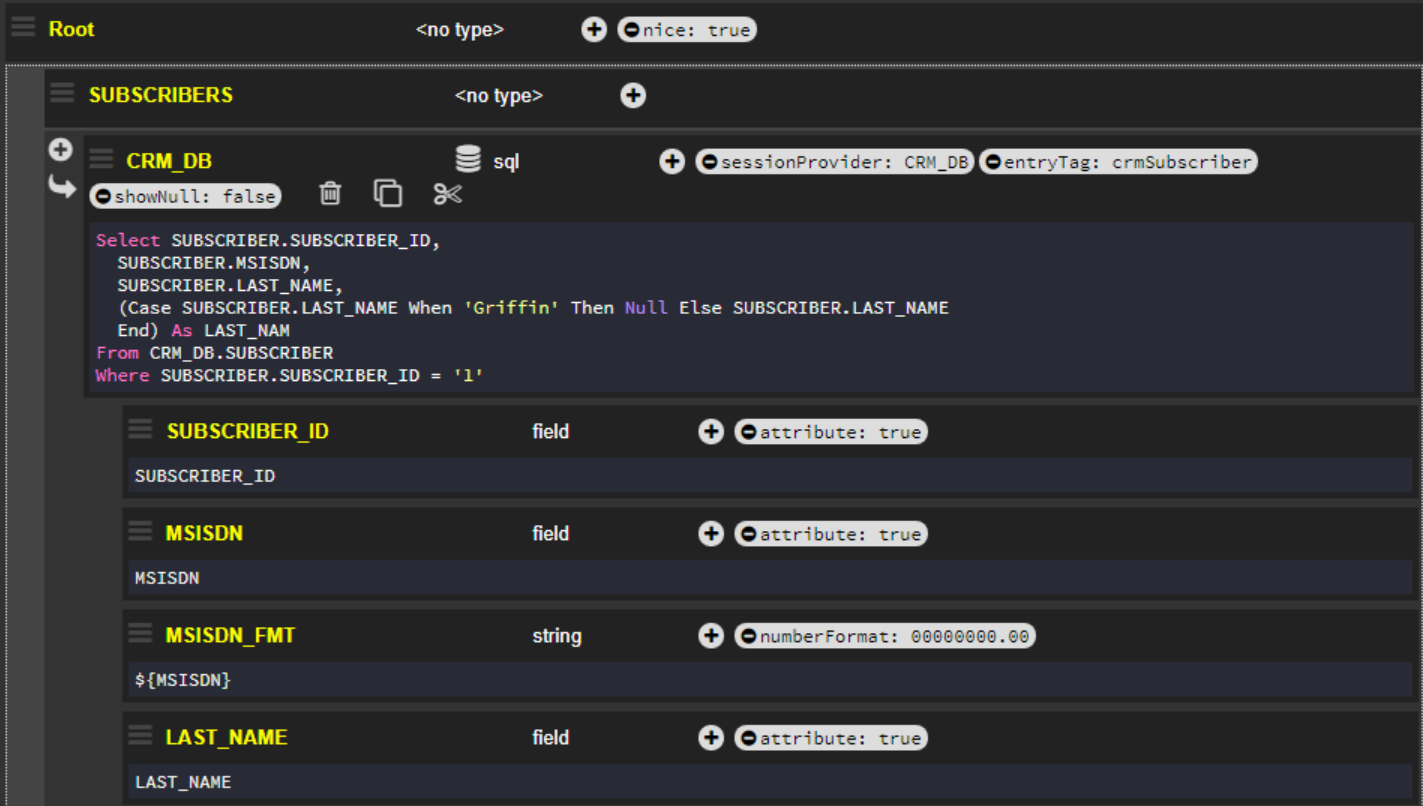 Root <no type> nice: true
SUBSCRIBERS <no type>
CRM_DB sql sessionProvider: CRM_DB entryTag: crmSubscriber
showNull: false
Select SUBSCRIBER.SUBSCRIBER_ID,
SUBSCRIBER.MSISDN,
SUBSCRIBER.LAST_NAME,
(Case SUBSCRIBER.LAST_NAME When 'Griffin' Then Null Else SUBSCRIBER.LAST_NAME
End) As LAST_NAM
From CRM_DB.SUBSCRIBER
Where SUBSCRIBER.SUBSCRIBER_ID = '1'
SUBSCRIBER_ID field attribute: true
SUBSCRIBER_ID
MSISDN field attribute: true
MSISDN
MSISDN_FMT string numberFormat: 00000000.00
${MSISDN}
LAST_NAME field attribute: true
LAST_NAME